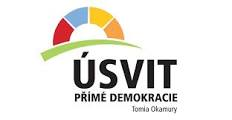 ÚSVIT
PŘÍMÉ DEMOKRACIE
Tomia Okamury